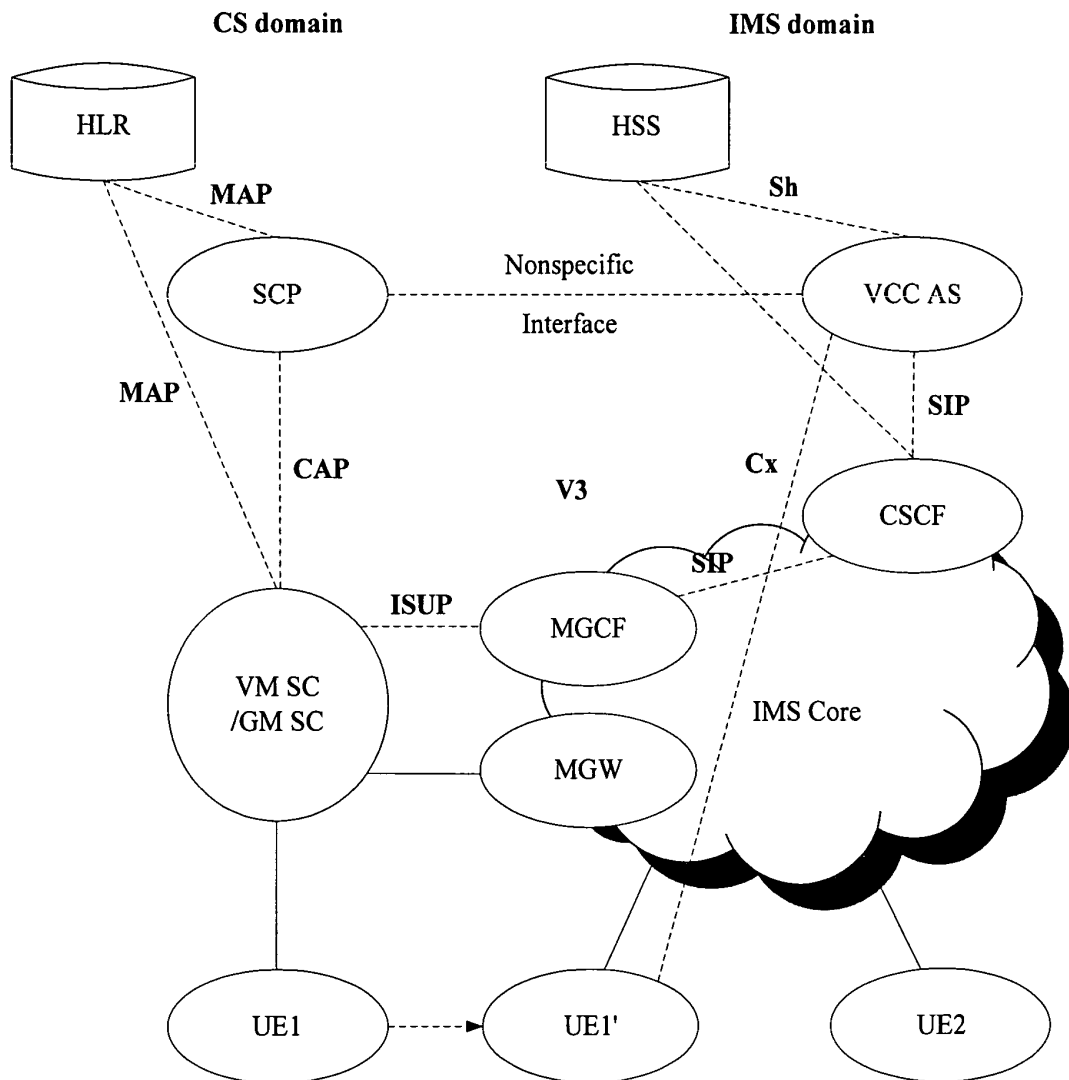 CS domain
IMS domain
HLR
HSS
MAP
Sh
SCP
Nonspecific
Interface
VCC AS
MAP
SIP
CAP
Cx
V3
CSCF
SIP
ISUP
MGCF
VM SC
/GM SC
IMS Core
MGW
UE1
UE1'
UE2